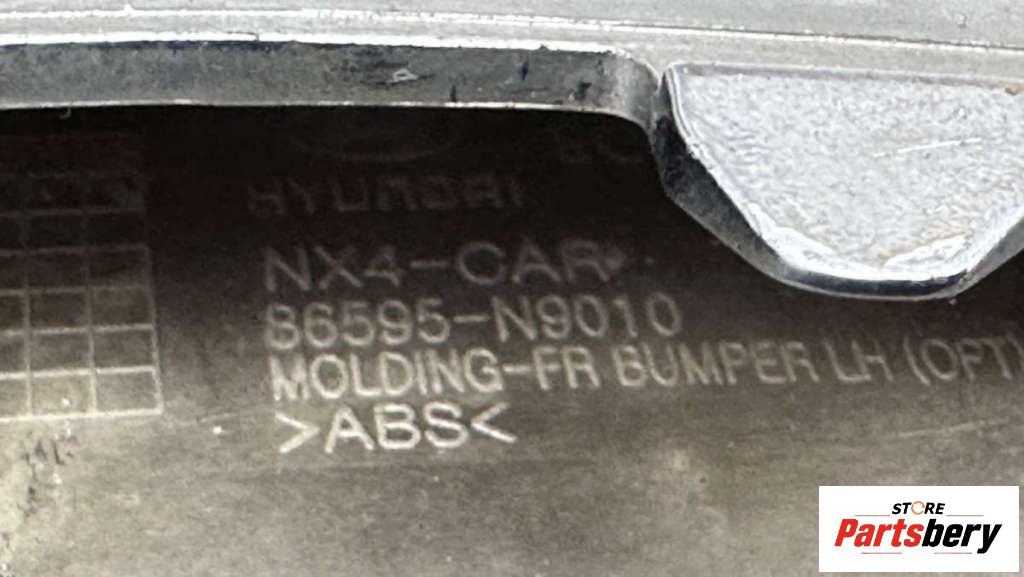 HYUNDAI
NX4-CAR
86595-N9010
MOLDING-FR BUMPER LH (OPT)
>ABS<
STORE
Partsbery